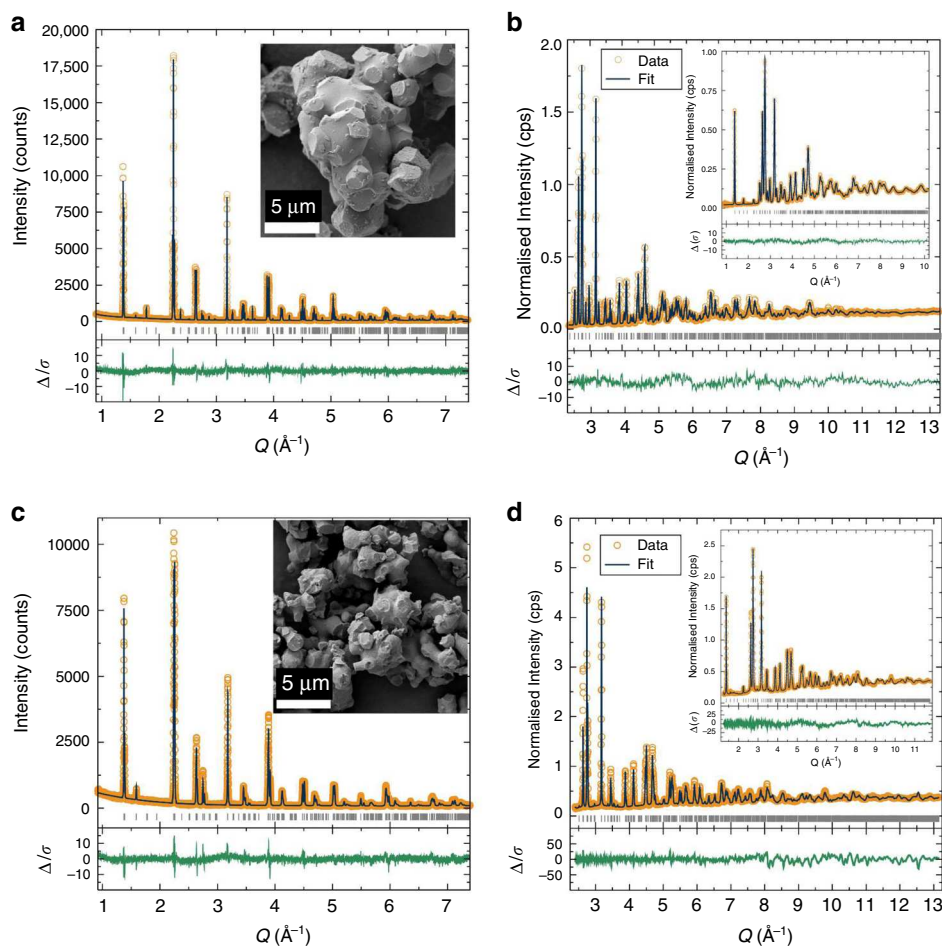 a
20,000
17,500
15,000
12,500
10,000
7500
5000
2500
0
Intensity (counts)
5 μm
10
0
−10
Δ/σ
1 2 3 4 5 6 7
Q (Å−1)
b
2.0
1.5
1.0
0.5
0.0
Normalised Intensity (cps)
Data
Fit
1.00
0.75
0.50
0.25
0.00
Normalised Intensity (cps)
10
0
−10
Δ(σ)
1 2 3 4 5 6 7 8 9 10
Q (Å−1)
10
0
−10
Δ/σ
3 4 5 6 7 8 9 10 11 12 13
Q (Å−1)
c
10000
7500
5000
2500
0
Intensity (counts)
5 μm
10
0
−10
Δ/σ
1 2 3 4 5 6 7
Q (Å−1)
d
6
5
4
3
2
1
0
Normalised Intensity (cps)
Data
Fit
2.5
2.0
1.5
1.0
0.5
0.0
Normalised Intensity (cps)
25
0
−25
Δ(σ)
2 3 4 5 6 7 8 9 10 11
Q (Å−1)
50
0
−50
Δ/σ
3 4 5 6 7 8 9 10 11 12 13
Q (Å−1)